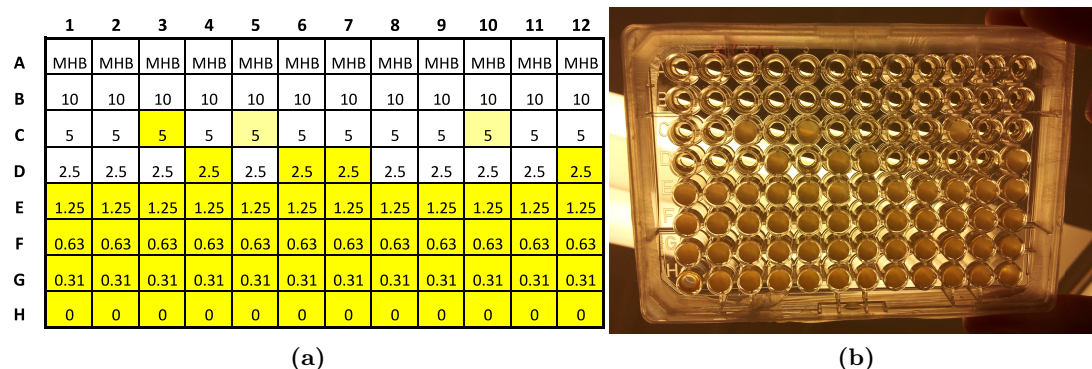 1 2 3 4 5 6 7 8 9 10 11 12
A MHB MHB MHB MHB MHB MHB MHB MHB MHB MHB MHB MHB
B 10 10 10 10 10 10 10 10 10 10 10 10
C 5 5 5 5 5 5 5 5 5 5 5 5
D 2.5 2.5 2.5 2.5 2.5 2.5 2.5 2.5 2.5 2.5 2.5 2.5
E 1.25 1.25 1.25 1.25 1.25 1.25 1.25 1.25 1.25 1.25 1.25 1.25
F 0.63 0.63 0.63 0.63 0.63 0.63 0.63 0.63 0.63 0.63 0.63 0.63
G 0.31 0.31 0.31 0.31 0.31 0.31 0.31 0.31 0.31 0.31 0.31 0.31
H 0 0 0 0 0 0 0 0 0 0 0 0
(a)
C
D
E
F
G
H
(b)